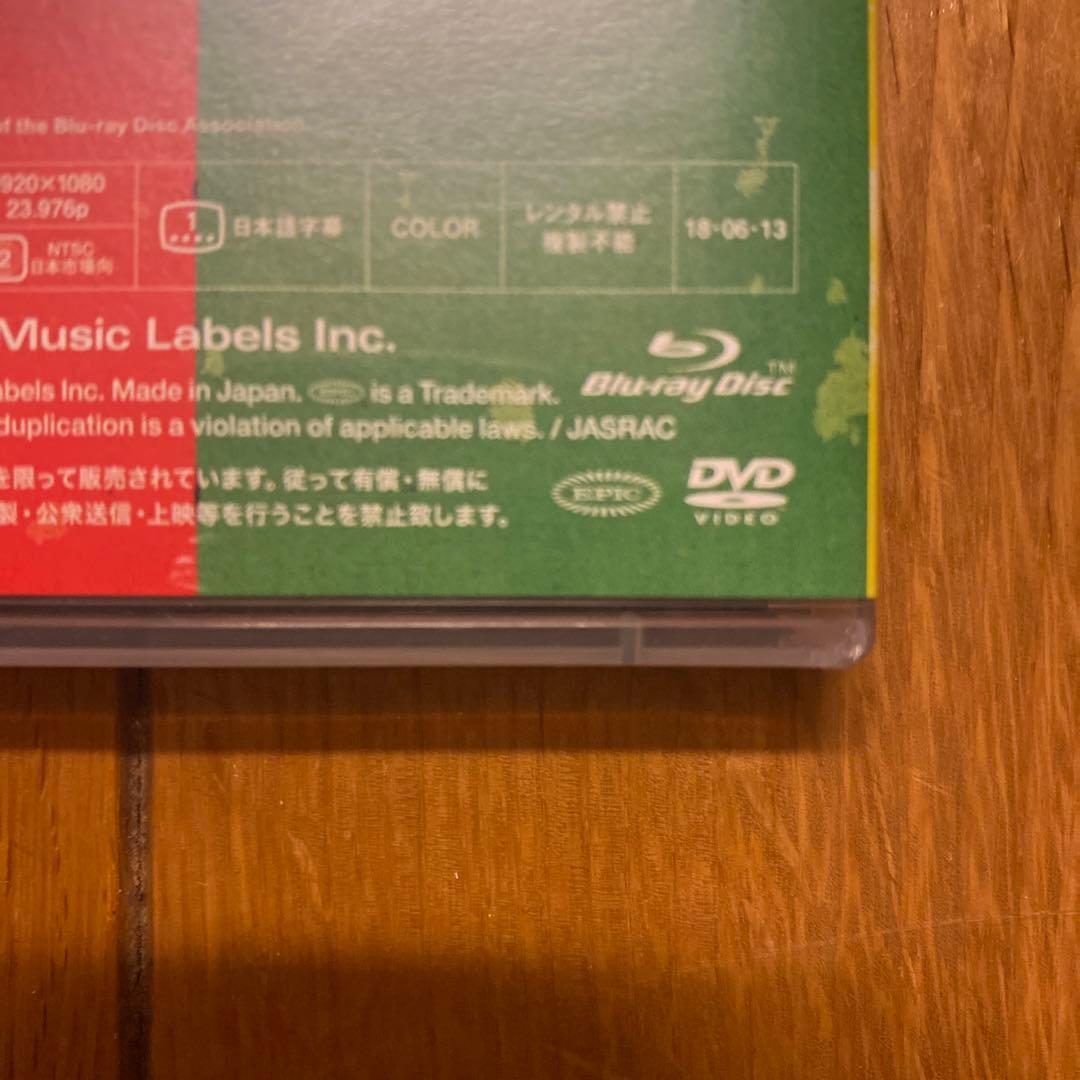 of the Blu-ray Disc Association
920×1080
23.976p
2 NTSC
日本市場向
1
日本語字幕
COLOR
レンタル禁止
複製不能
18・06・13
Music Labels Inc.
Blu-ray Disc TM
abels Inc. Made in Japan. EPIC is a Trademark.
duplication is a violation of applicable laws. / JASRAC
を限って販売されています。従って有償・無償に
製・公衆送信・上映等を行うことを禁止致します。
EPIC
DVD
VIDEO